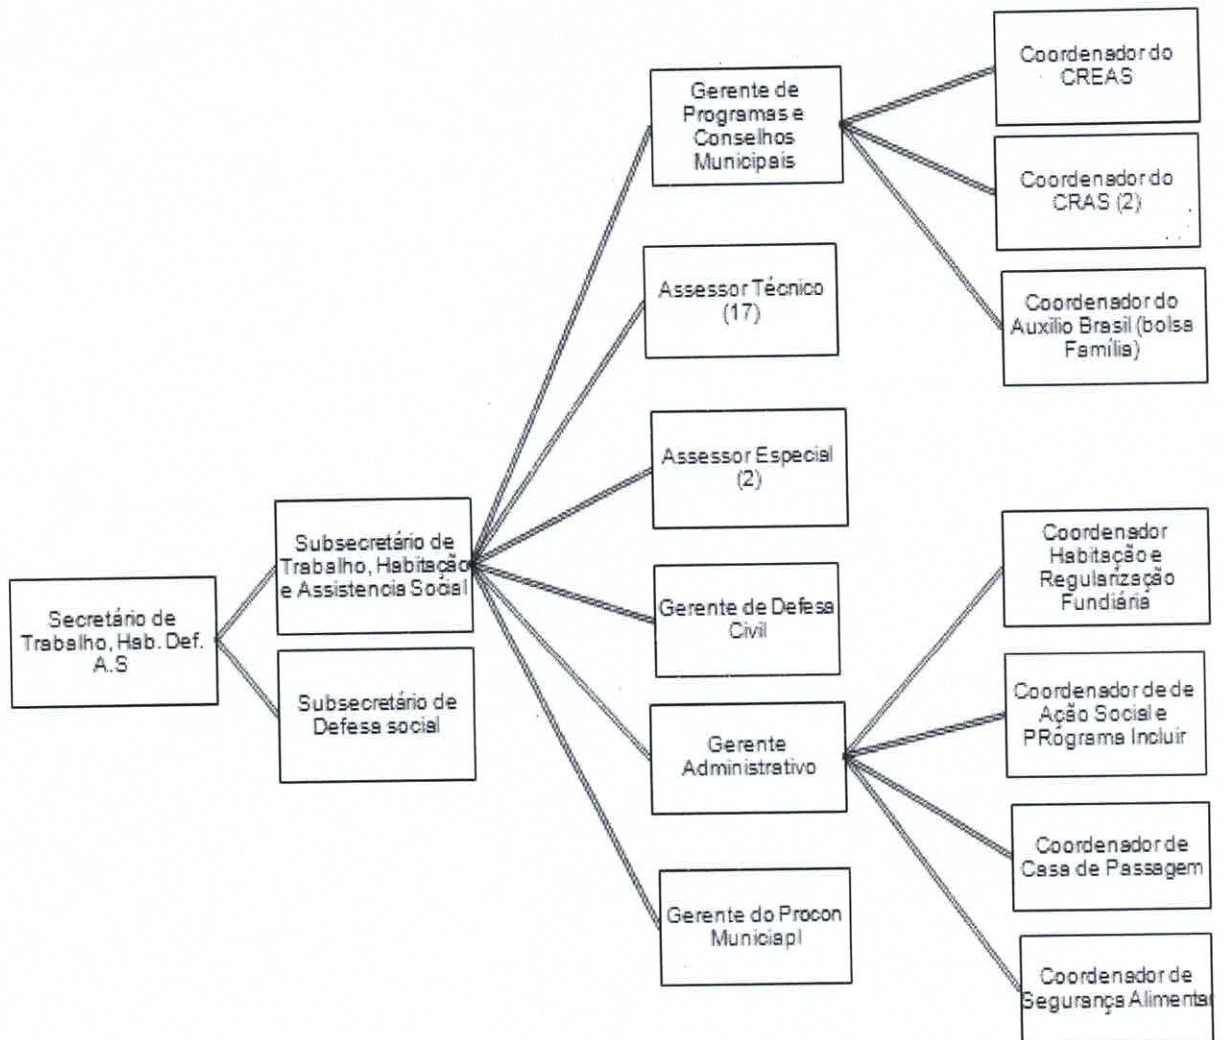 Secretário de
Trabalho, Hab. Def.
A.S
Subsecretário de
Trabalho, Habitação
e Assistencia Social
Subsecretário de
Defesa social
Gerente de
Programas e
Conselhos
Municipais
Assessor Técnico
(17)
Assessor Especial
(2)
Gerente de Defesa
Civil
Gerente
Administrativo
Gerente do Procon
Municiapl
Coordenador do
CREAS
Coordenador do
CRAS (2)
Coordenador do
Auxilio Brasil (bolsa
Família)
Coordenador
Habitação e
Regularização
Fundiária
Coordenador de de
Ação Social e
PRograma Incluir
Coordenador de
Casa de Passagem
Coordenador de
Segurança Alimentar